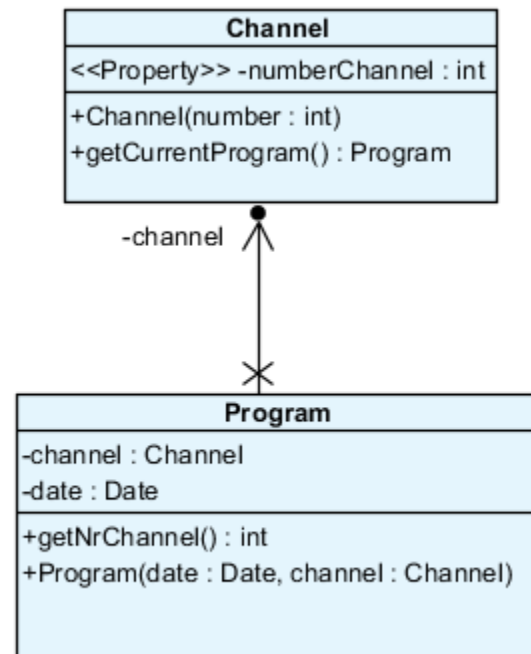 Channel
<<Property>> -numberChannel : int
+Channel(number : int)
+getCurrentProgram() : Program
-channel
Program
-channel : Channel
-date : Date
+getNrChannel() : int
+Program(date : Date, channel : Channel)